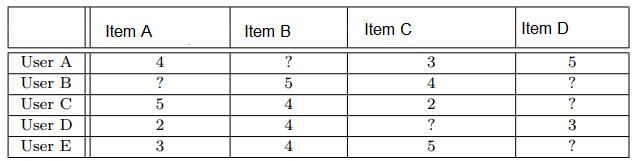 Item A Item B Item C Item D
User A 4 ? 3 5
User B ? 5 4 ?
User C 5 4 2 ?
User D 2 4 ? 3
User E 3 4 5 ?